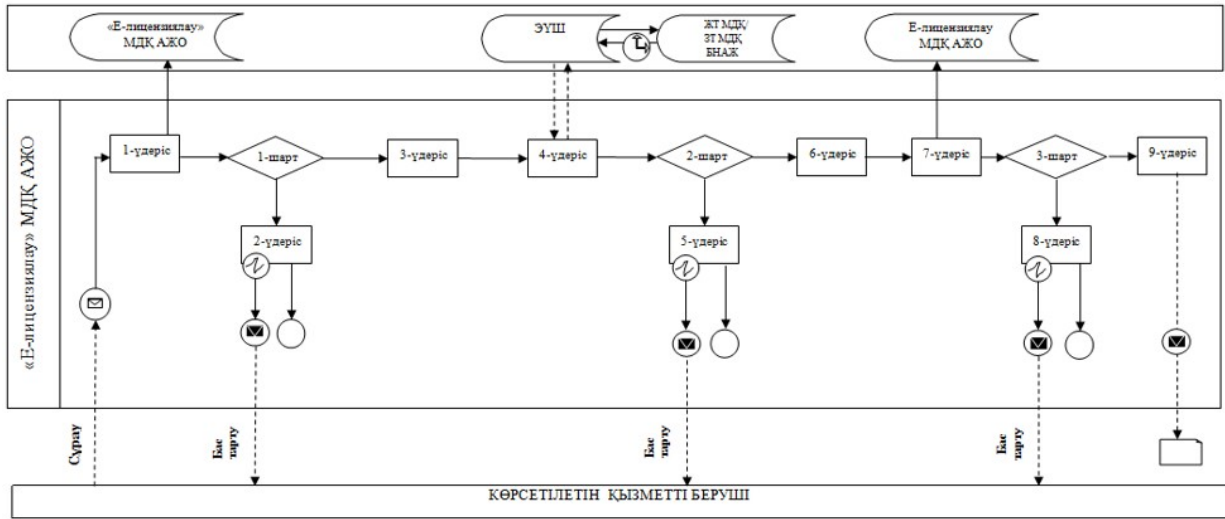 «Е-лицензиялау»
МДҚ АЖО
ЭҮШ
ЖТ МДҚ/
ЗТ МДҚ
БНАЖ
Е-лицензиялау
МДҚ АЖО
«Е-лицензиялау» МДҚ АЖО
1-үдеріс
1-шарт
3-үдеріс
4-үдеріс
2-шарт
6-үдеріс
7-үдеріс
3-шарт
9-үдеріс
2-үдеріс
5-үдеріс
8-үдеріс
Сұрау
Бас
тарту
Бас
тарту
Бас
тарту
КӨРСЕТІЛЕТІН ҚЫЗМЕТТІ БЕРУШІ